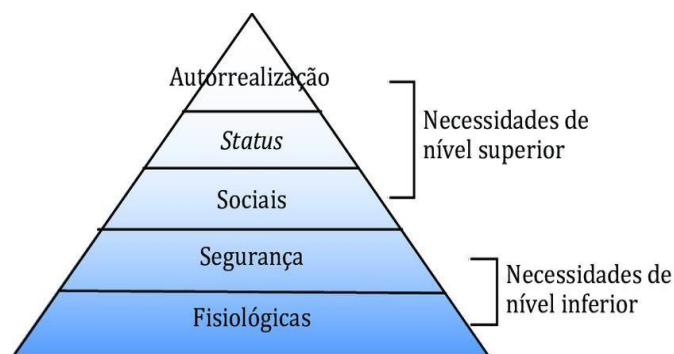 Autorrealização
Status
Necessidades de
nível superior
Sociais
Segurança
Necessidades de
nível inferior
Fisiológicas